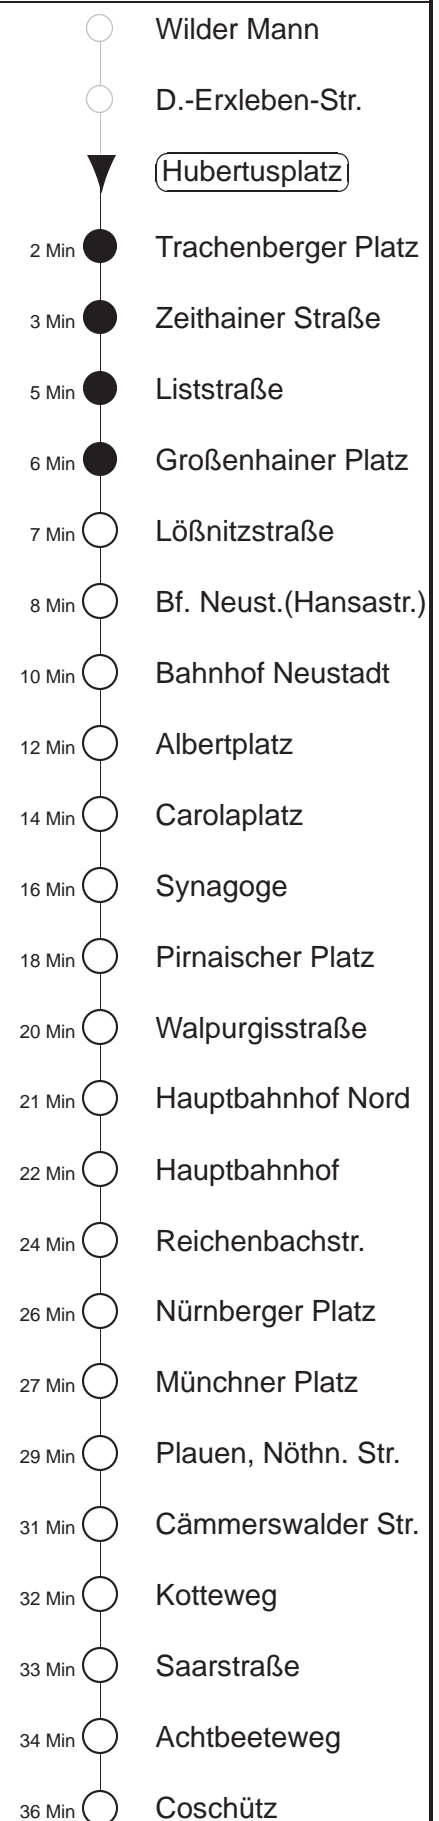 Wilder Mann
D.-Erxleben-Str.
Hubertusplatz
2 Min Trachenberger Platz
3 Min Zeithainer Straße
5 Min Liststraße
6 Min Großenhainer Platz
7 Min Lößnitzstraße
8 Min Bf. Neust.(Hansastr.)
10 Min Bahnhof Neustadt
12 Min Albertplatz
14 Min Carolaplatz
16 Min Synagoge
18 Min Pirnaischer Platz
20 Min Walpurgisstraße
21 Min Hauptbahnhof Nord
22 Min Hauptbahnhof
24 Min Reichenbachstr.
26 Min Nürnberger Platz
27 Min Münchner Platz
29 Min Plauen, Nöthn. Str.
31 Min Cämmerswalder Str.
32 Min Kotteweg
33 Min Saarstraße
34 Min Achtbeeteweg
36 Min Coschütz